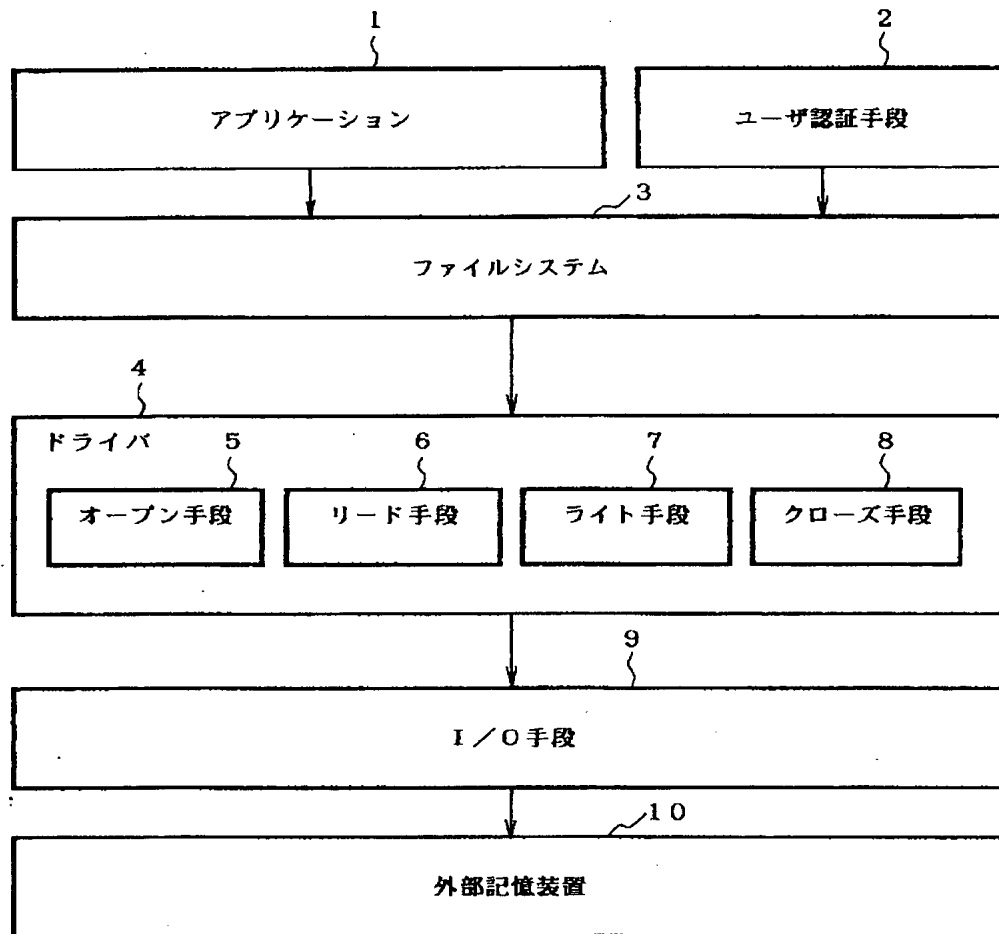 1
2
アプリケーション
ユーザ認証手段
3
ファイルシステム
4
ドライバ
5
6
7
8
オープン手段
リード手段
ライト手段
クローズ手段
9
I/O手段
10
外部記憶装置